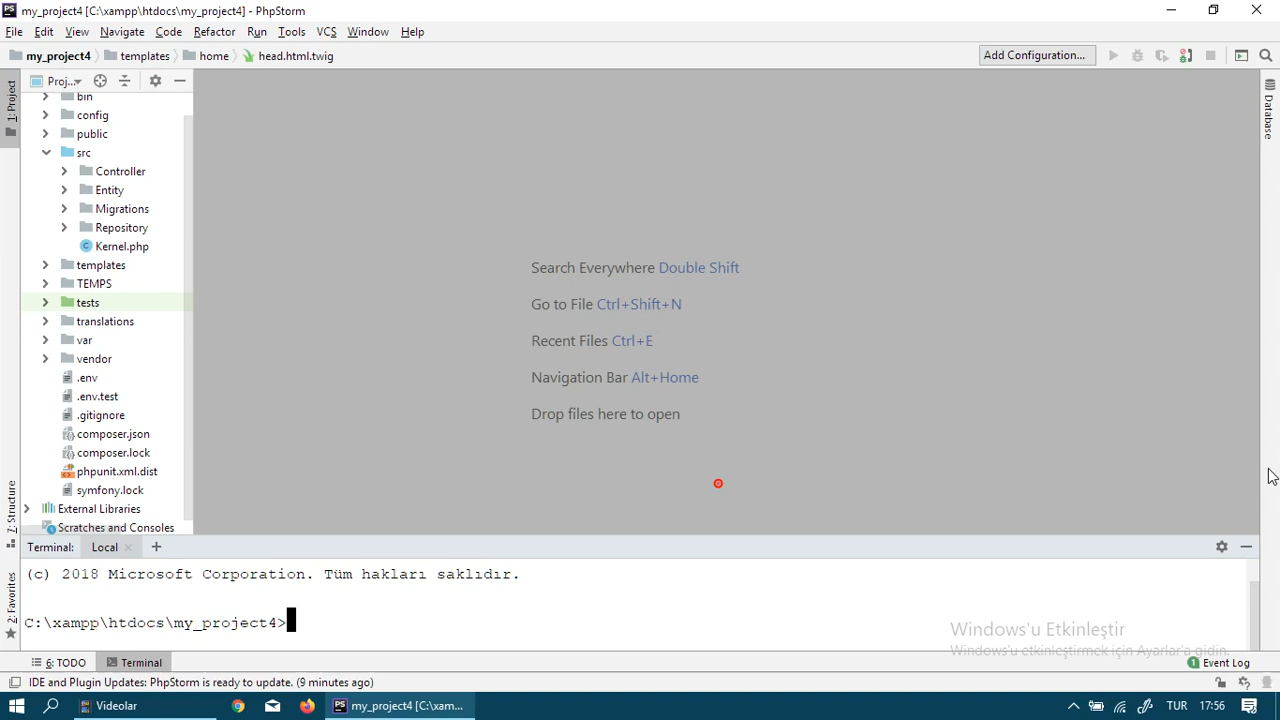 my_project4 [C:\xampp\htdocs\my_project4] - PhpStorm
File Edit View Navigate Code Refactor Run Tools VCS Window Help
my_project4 templates home head.html.twig Add Configuration...
1: Project
Proj...
bin
config
public
src
Controller
Entity
Migrations
Repository
Kernel.php
templates
TEMPS
tests
translations
var
vendor
.env
.env.test
.gitignore
composer.json
composer.lock
phpunit.xml.dist
symfony.lock
External Libraries
Scratches and Consoles
Search Everywhere Double Shift
Go to File Ctrl+Shift+N
Recent Files Ctrl+E
Navigation Bar Alt+Home
Drop files here to open
Database
Z: Structure
2: Favorites
Terminal: Local
(c) 2018 Microsoft Corporation. Tüm hakları saklıdır.
C:\xampp\htdocs\my_project4>
Windows'u Etkinleştir
Windows'u etkinleştirmek için Ayarlar'a gidin.
6: TODO Terminal 1 Event Log
IDE and Plugin Updates: PhpStorm is ready to update. (9 minutes ago)
Videolar my_project4 [C:\xam... TUR 17:56